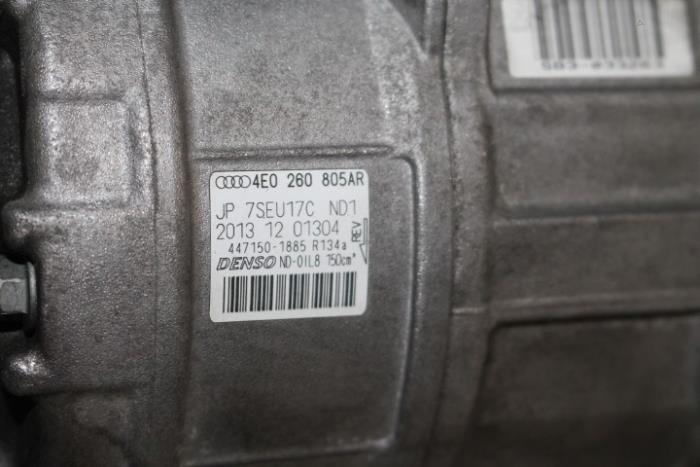 4E0 260 805AR
JP 7SEU17C ND1
2013 12 01304
REV
447150-1885 R134a
DENSO ND-OIL8 150cm³